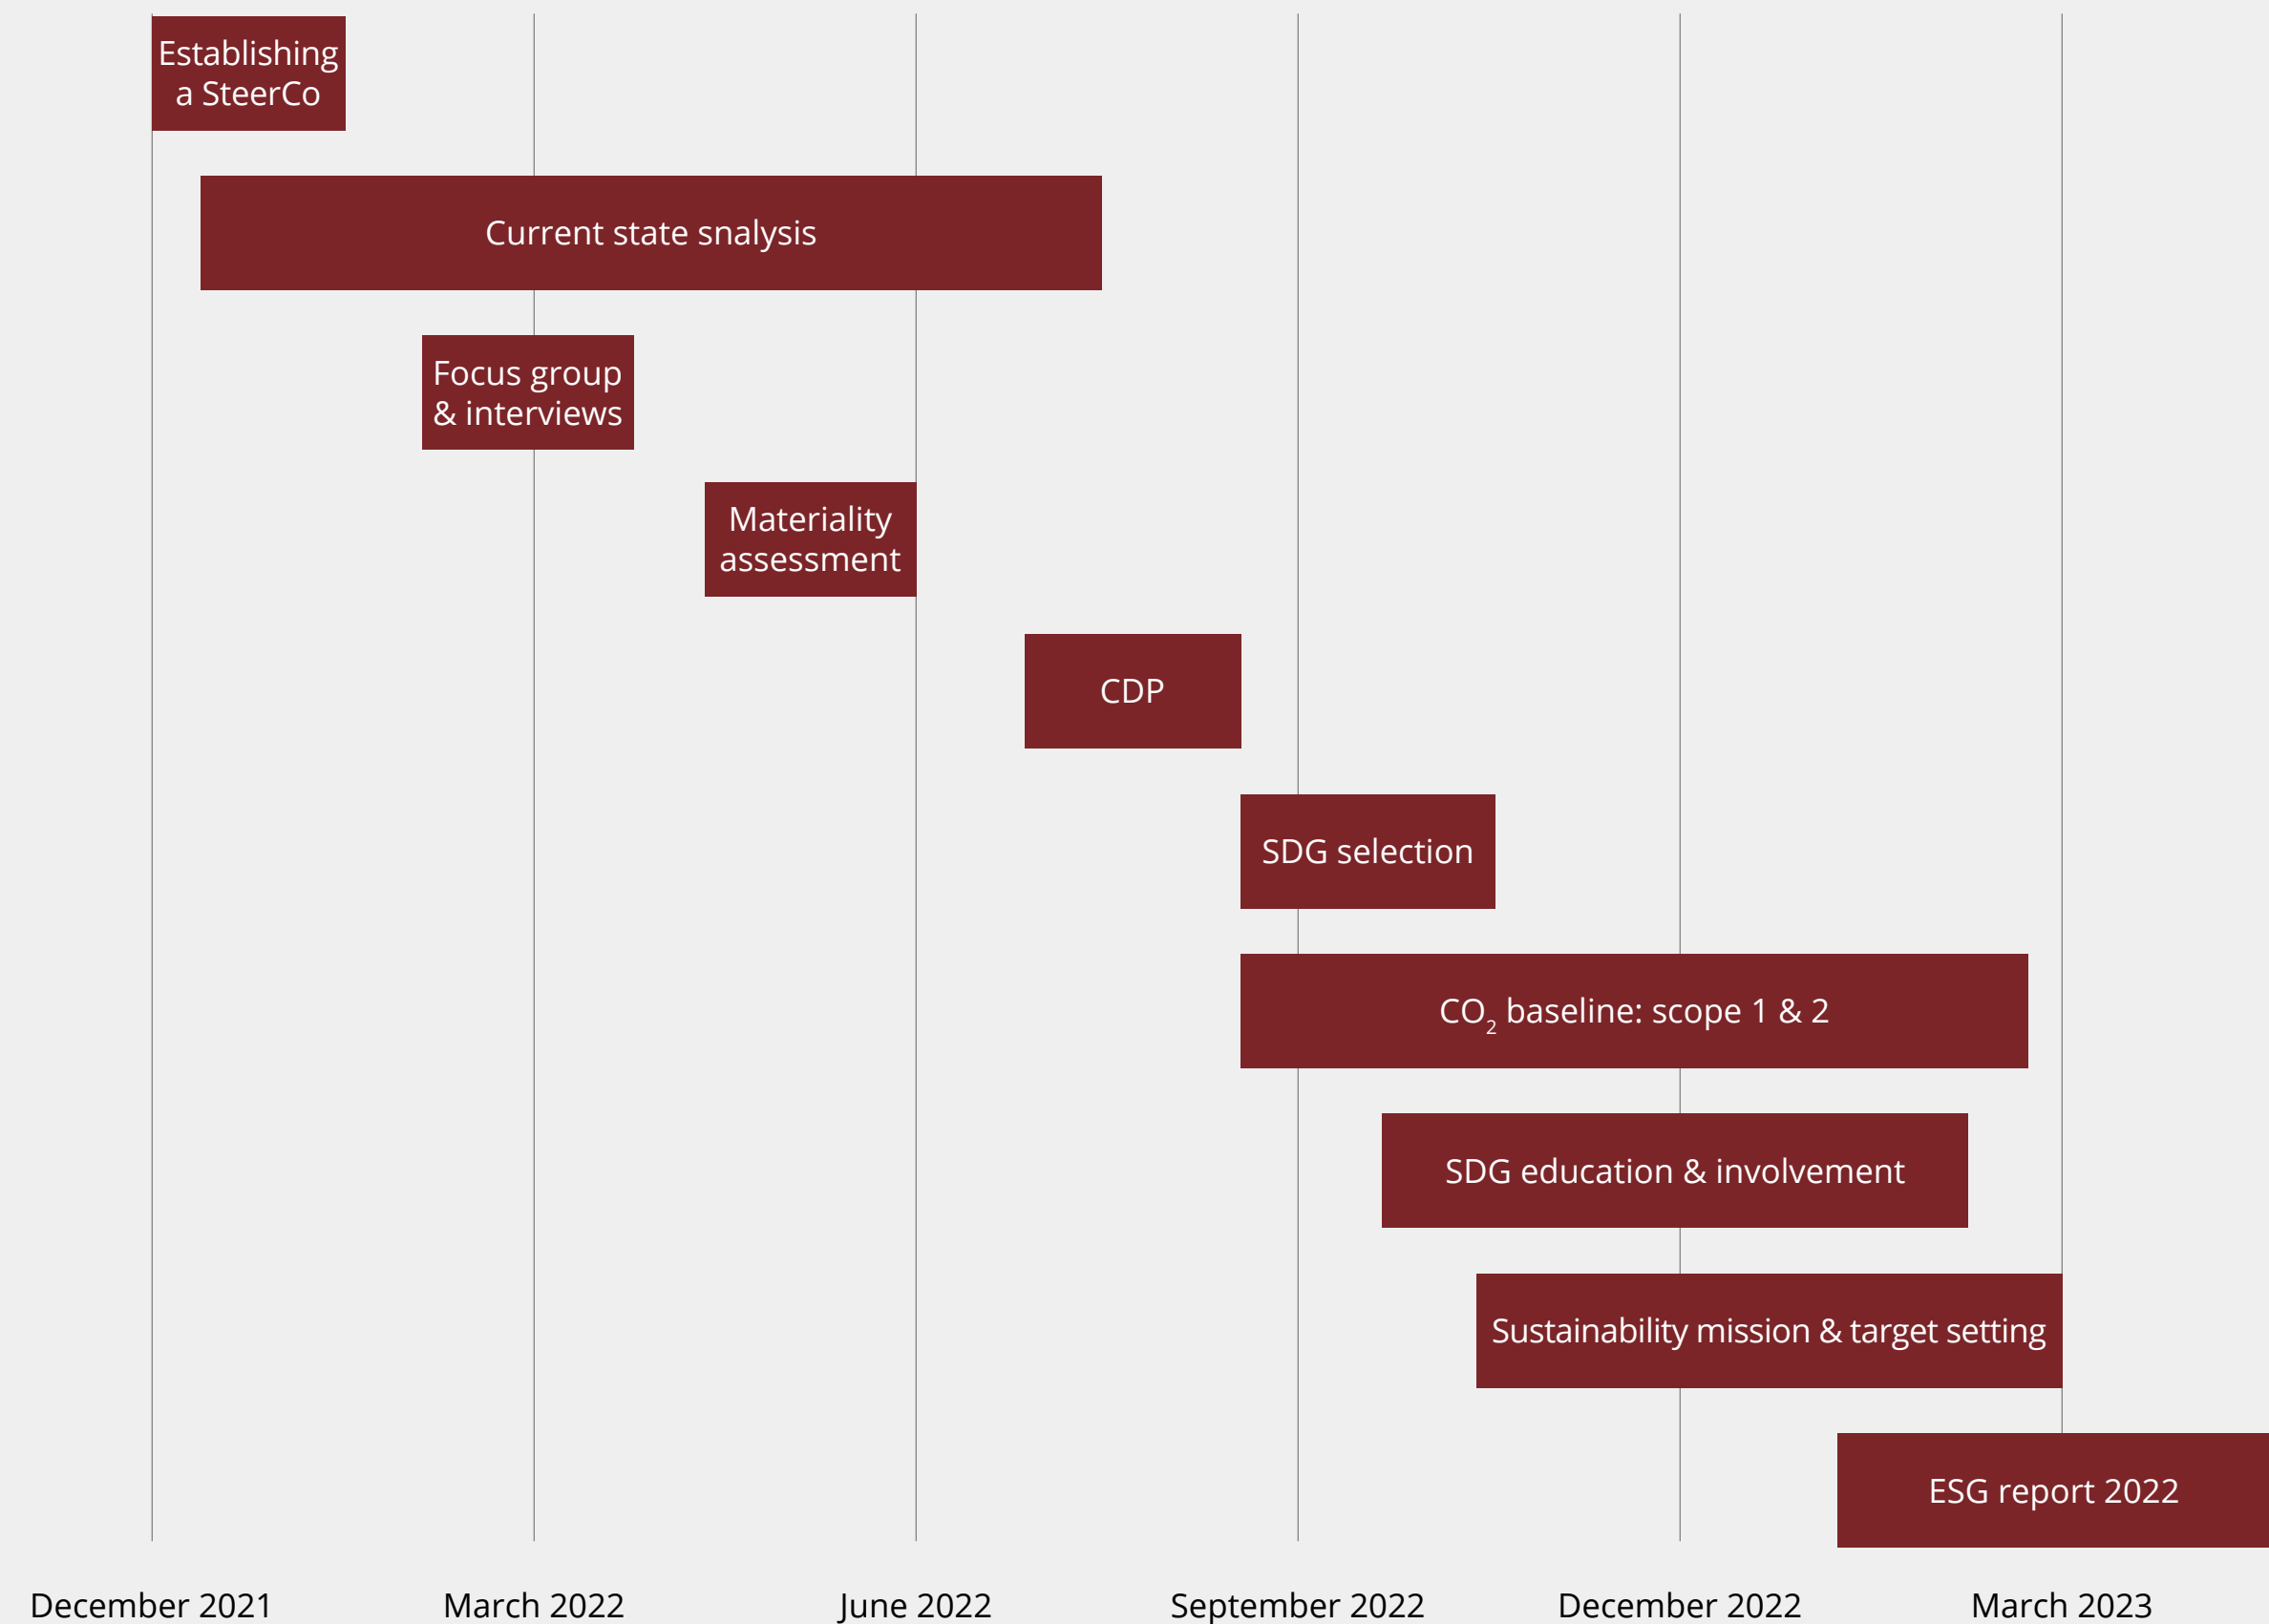 Establishing
a SteerCo
Current state snalysis
Focus group
& interviews
Materiality
assessment
CDP
SDG selection
CO₂ baseline: scope 1 & 2
SDG education & involvement
Sustainability mission & target setting
ESG report 2022
December 2021 March 2022 June 2022 September 2022 December 2022 March 2023